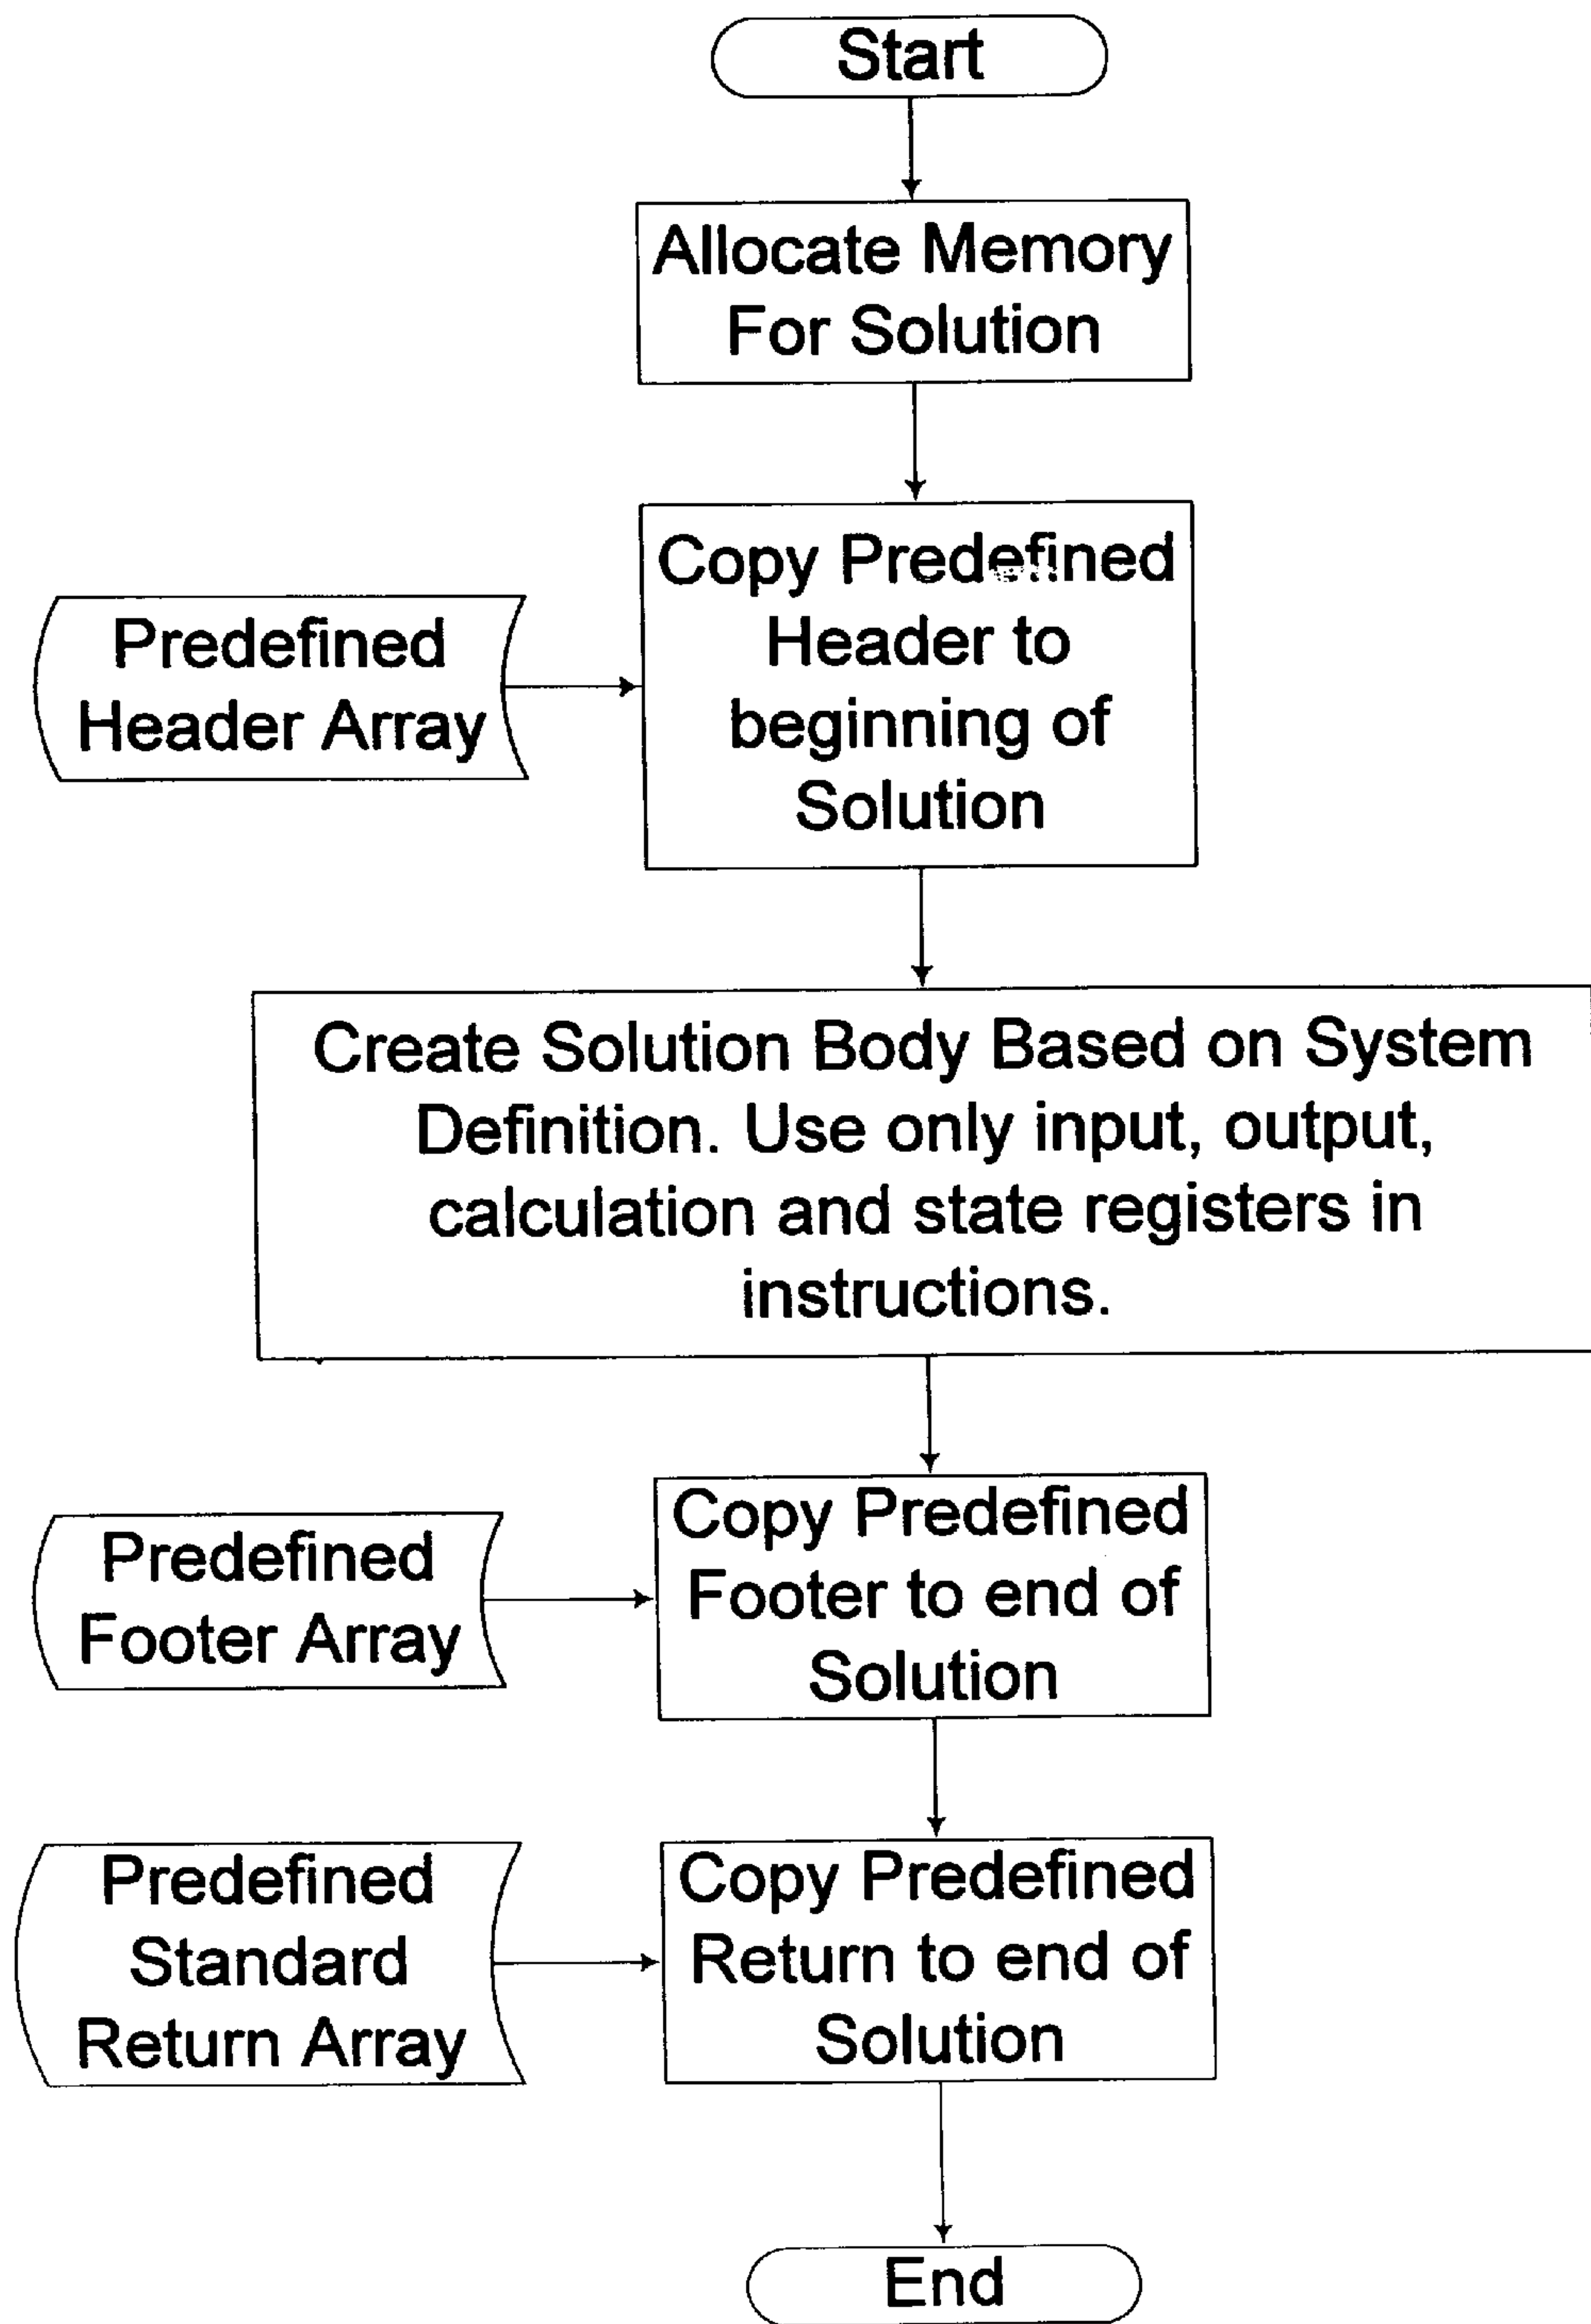 Start
Allocate Memory
For Solution
Copy Predefined
Header to
beginning of
Solution
Predefined
Header Array
Create Solution Body Based on System
Definition. Use only input, output,
calculation and state registers in
instructions.
Copy Predefined
Footer to end of
Solution
Predefined
Footer Array
Copy Predefined
Return to end of
Solution
Predefined
Standard
Return Array
End